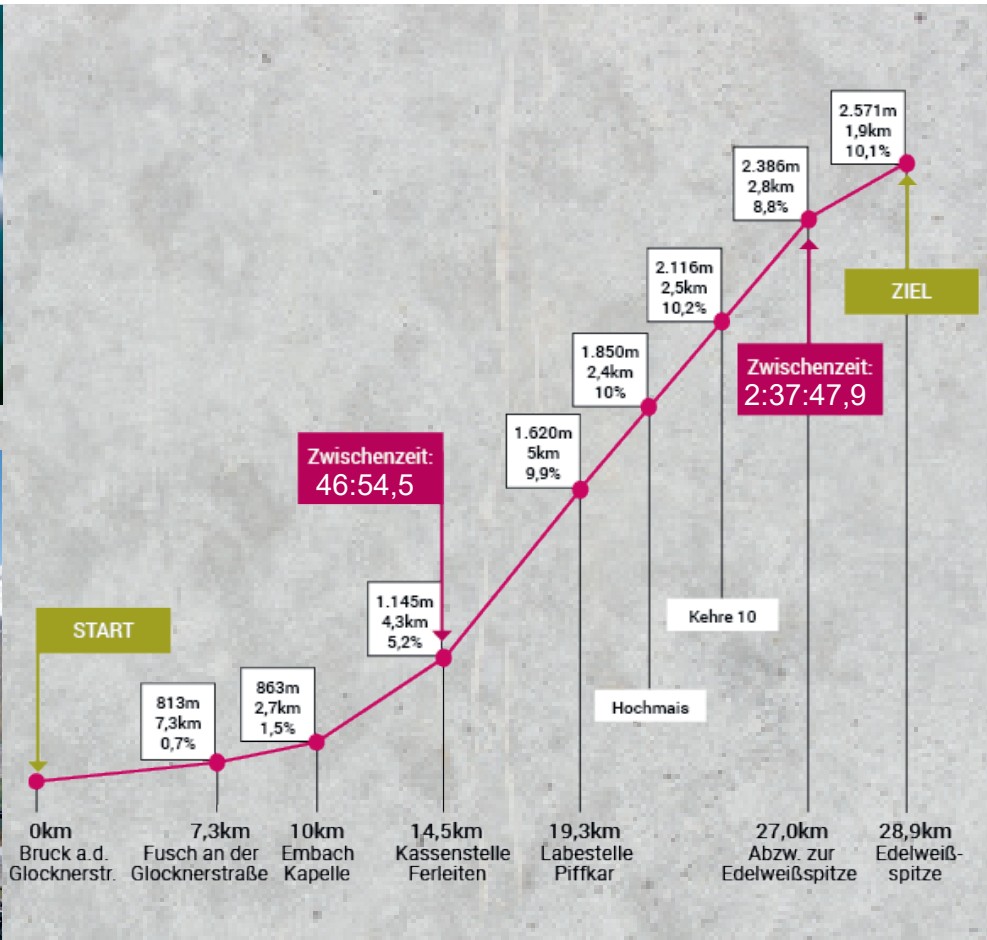 2.571m
1,9km
10,1%
2.386m
2,8km
8,8%
2.116m
2,5km
10,2%
ZIEL
1.850m
2,4km
10%
Zwischenzeit:
2:37:47,9
1.620m
5km
9,9%
Zwischenzeit:
46:54,5
1.145m
4,3km
5,2%
START
Kehre 10
863m
2,7km
1,5%
813m
7,3km
0,7%
Hochmais
0km
Bruck a.d.
Glocknerstr.
7,3km
Fusch an der
Glocknerstraße
10km
Embach
Kapelle
14,5km
Kassenstelle
Ferleiten
19,3km
Labestelle
Piffkar
27,0km
Abzw. zur
Edelweißspitze
28,9km
Edelweiß-
spitze